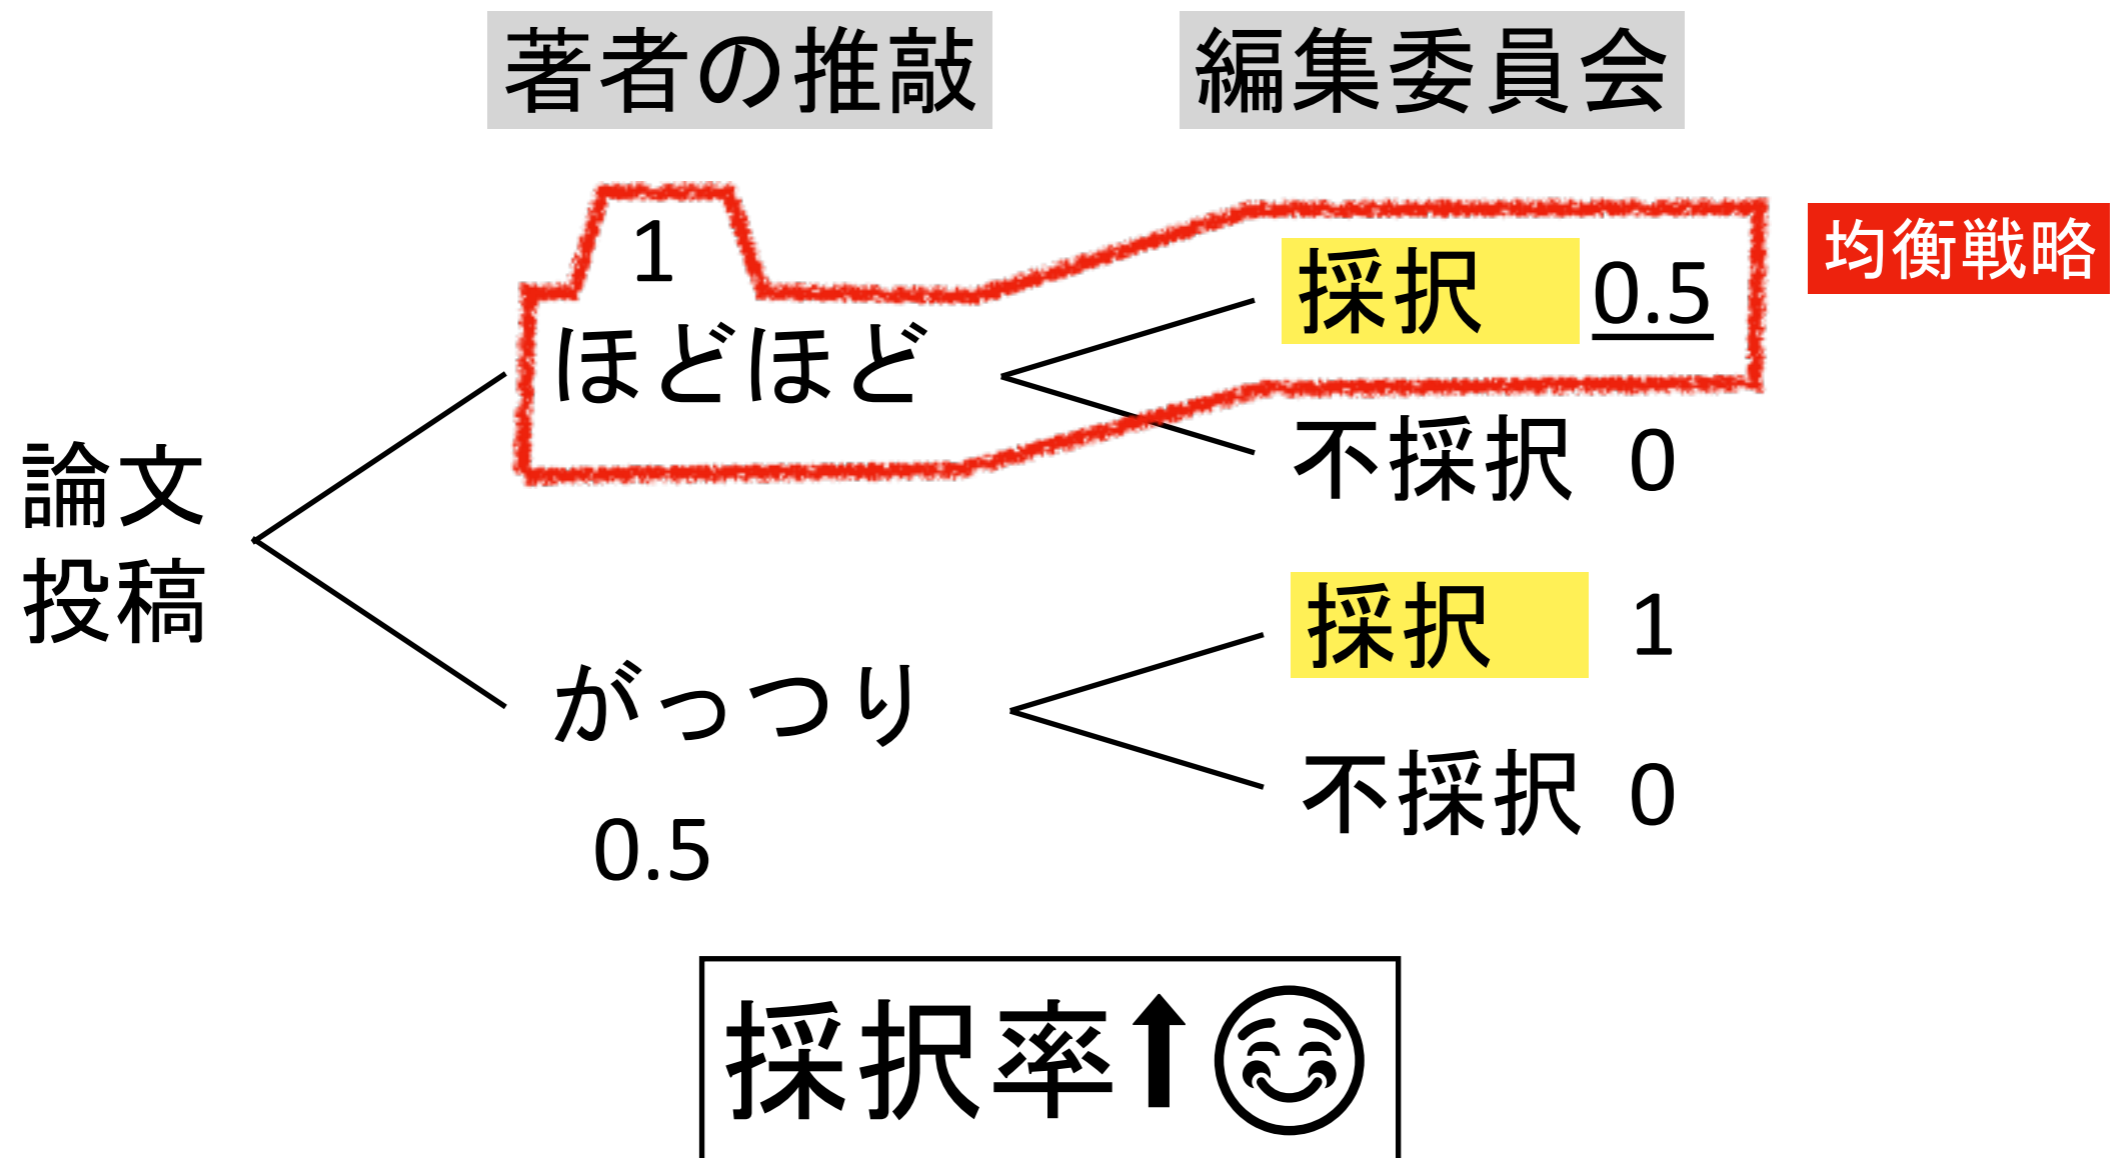 著者の推敲 編集委員会
1
採択 0.5 均衡戦略
ほどほど
不採択 0
論文
投稿
採択 1
がっつり
不採択 0
0.5
採択率⬆😊